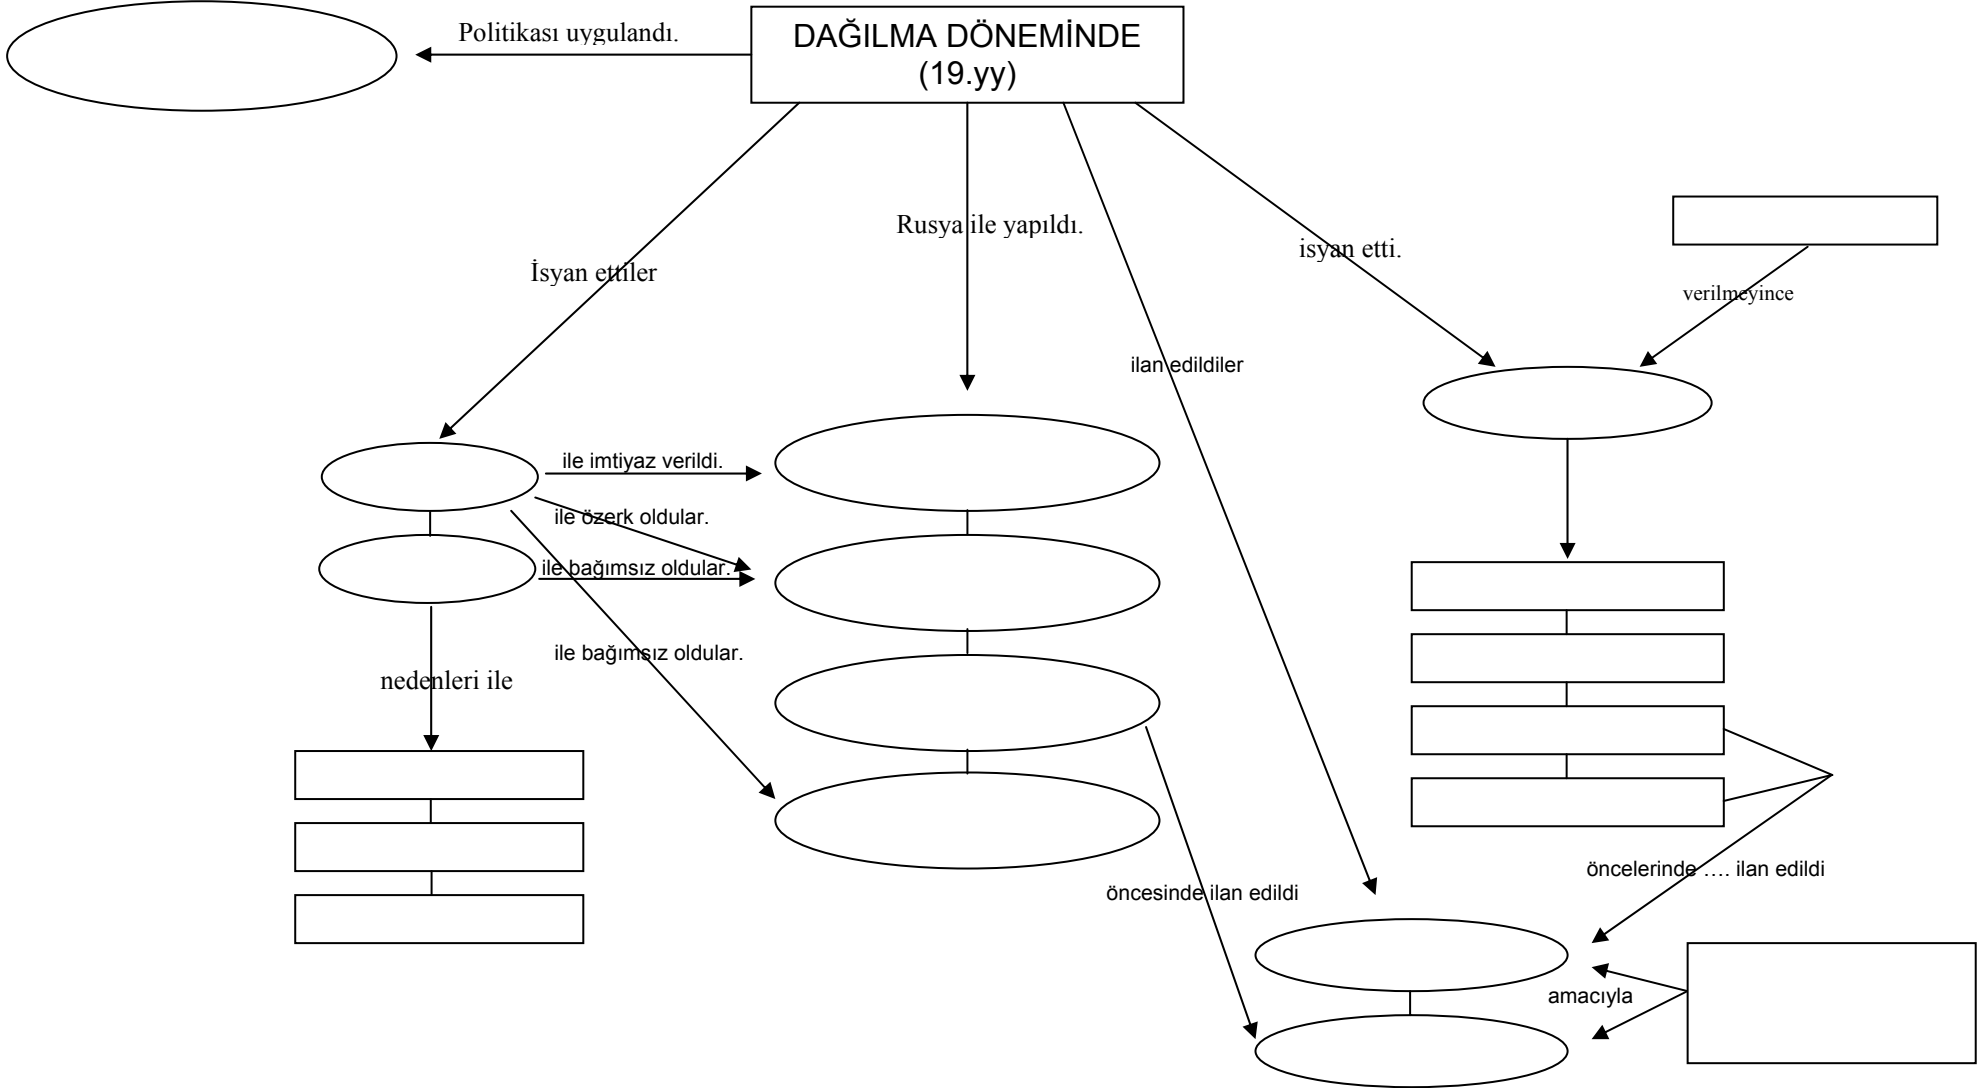 Politikası uygulandı.
DAĞILMA DÖNEMİNDE
(19.yy)
Rusya ile yapıldı.
isyan etti.
İsyan ettiler
verilmeyince
ilan edildiler
ile imtiyaz verildi.
ile özerk oldular.
ile bağımsız oldular.
ile bağımsız oldular.
nedenleri ile
öncelerinde …. ilan edildi
öncesinde ilan edildi
amacıyla